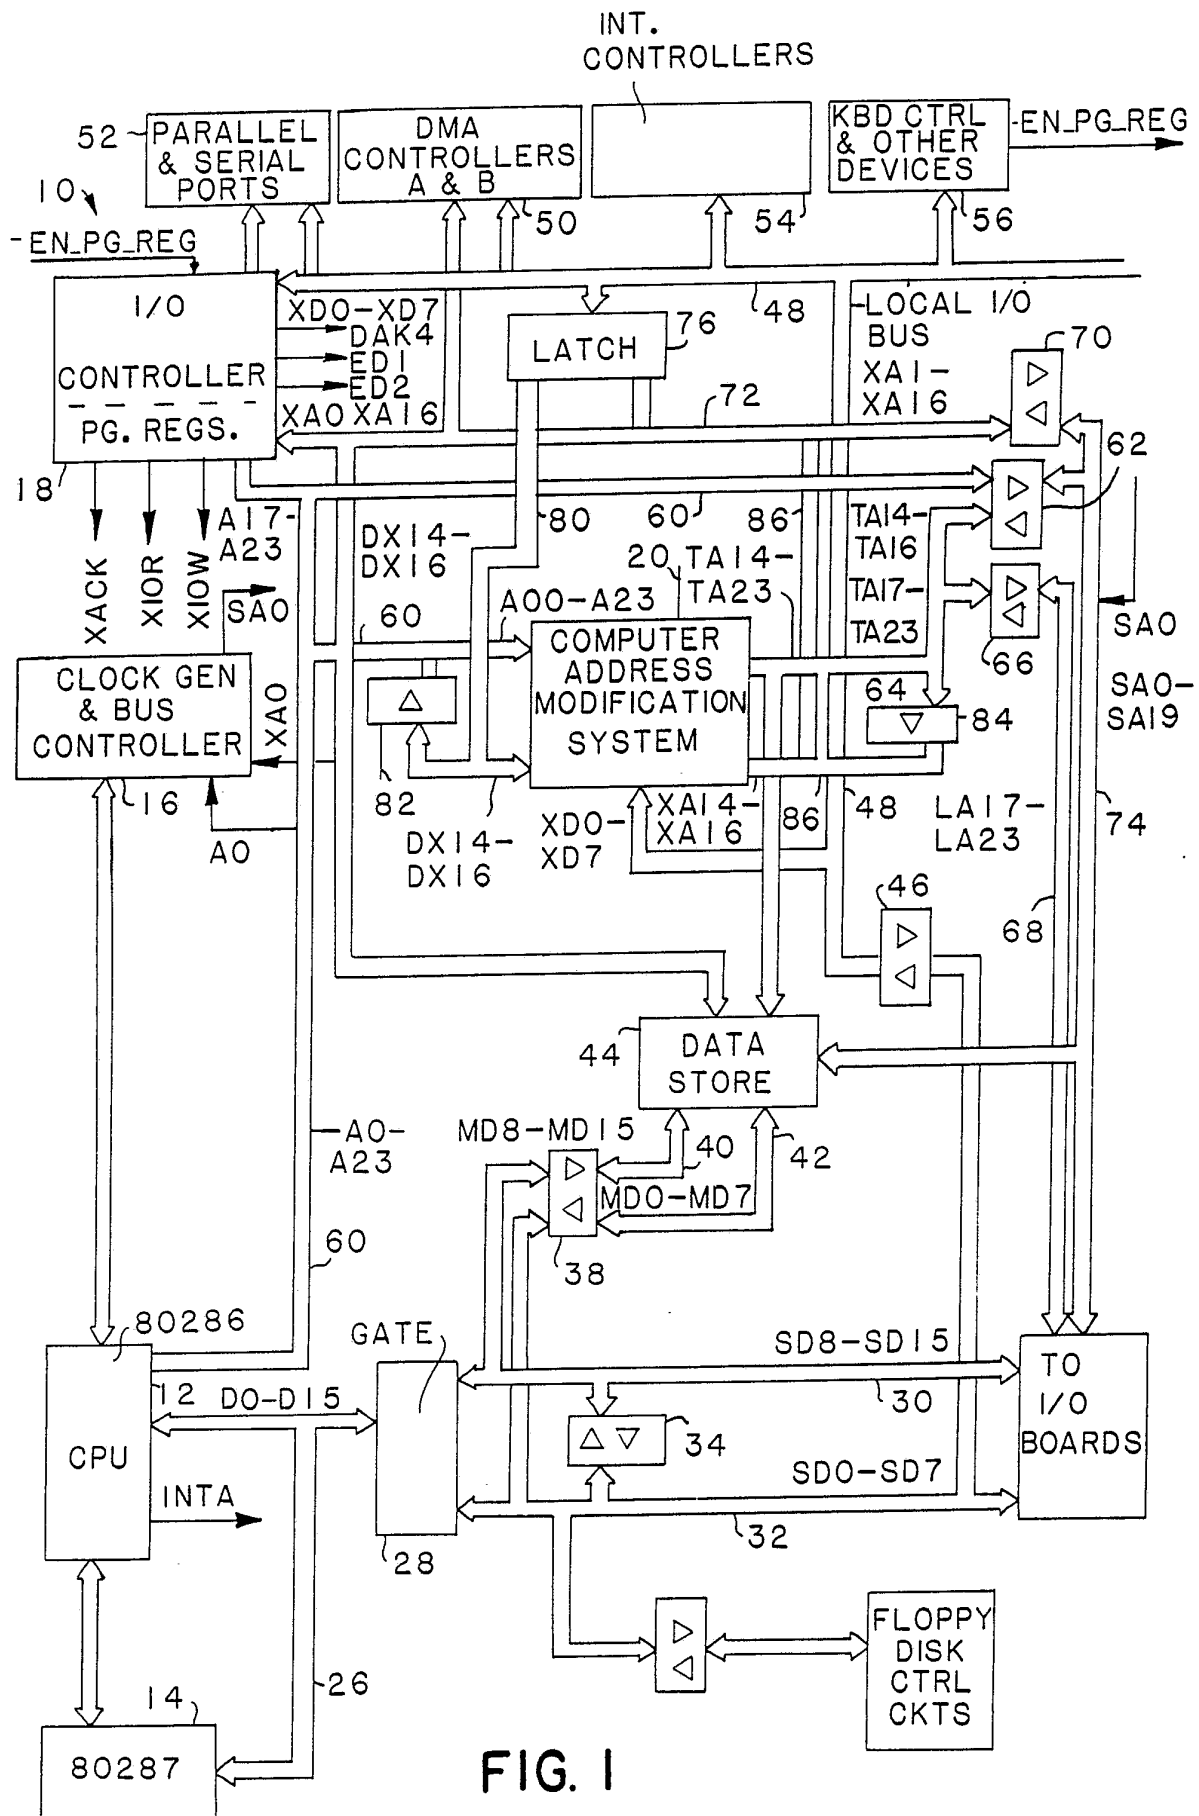 INT.
CONTROLLERS
52
PARALLEL
& SERIAL
PORTS
DMA
CONTROLLERS
A & B
50
54
KBD CTRL
& OTHER
DEVICES
56
-EN_PG_REG
10
-EN_PG_REG
I/O
CONTROLLER
PG. REGS.
18
XD0-XD7
DAK4
ED1
ED2
XA0 XA16
LATCH
76
48
LOCAL I/O
BUS
XA1-
XA16
70
72
62
XACK
XIOR
XIOW
A17-
A23
SA0
DX14-
DX16
80
60
86
20
TA14-
TA23
TA14-
TA16
TA17-
TA23
66
SA0
60
A00-A23
CLOCK GEN
& BUS
CONTROLLER
16
XA0
A0
82
COMPUTER
ADDRESS
MODIFICATION
SYSTEM
64
84
SA0-
SA19
DX14-
DX16
XD0-
XD7
XA14-
XA16
86
48
LA17-
LA23
74
46
68
44
DATA
STORE
A0-
A23
MD8-MD15
40
42
MD0-MD7
38
60
80286
12
CPU
D0-D15
INTA
GATE
28
SD8-SD15
30
34
SD0-SD7
32
TO
I/O
BOARDS
26
14
80287
FLOPPY
DISK
CTRL
CKTS
FIG. 1